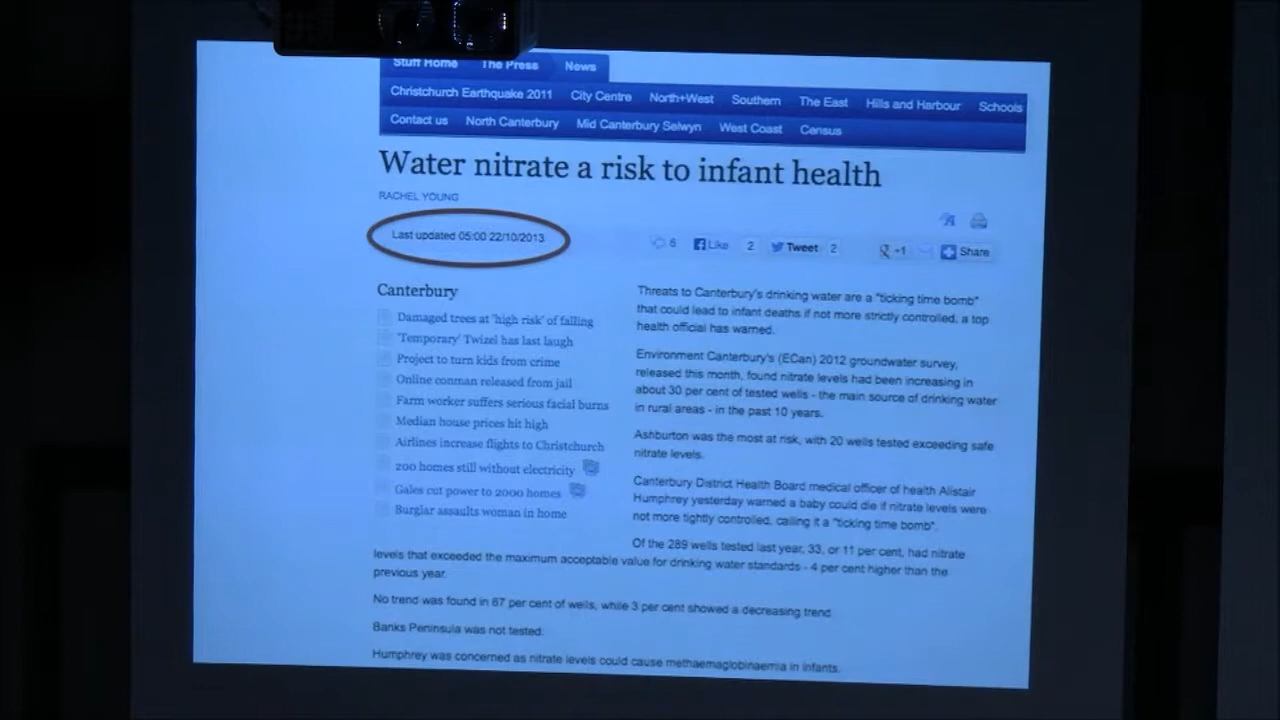 Stuff Home The Press News
Christchurch Earthquake 2011 City Centre North+West Southern The East Hills and Harbour Schools
Contact us North Canterbury Mid Canterbury Selwyn West Coast Census
Water nitrate a risk to infant health
RACHEL YOUNG
Last updated 05:00 22/10/2013
6 Like 2 Tweet 2 +1 Share
Canterbury
Damaged trees at 'high risk' of falling
'Temporary' Twizel has last laugh
Project to turn kids from crime
Online conman released from jail
Farm worker suffers serious facial burns
Median house prices hit high
Airlines increase flights to Christchurch
200 homes still without electricity
Gales cut power to 2000 homes
Burglar assaults woman in home
Threats to Canterbury's drinking water are a "ticking time bomb"
that could lead to infant deaths if not more strictly controlled, a top
health official has warned.
Environment Canterbury's (ECan) 2012 groundwater survey,
released this month, found nitrate levels had been increasing in
about 30 per cent of tested wells - the main source of drinking water
in rural areas - in the past 10 years.
Ashburton was the most at risk, with 20 wells tested exceeding safe
nitrate levels.
Canterbury District Health Board medical officer of health Alistair
Humphrey yesterday warned a baby could die if nitrate levels were
not more tightly controlled, calling it a "ticking time bomb".
Of the 289 wells tested last year, 33, or 11 per cent, had nitrate
levels that exceeded the maximum acceptable value for drinking water standards - 4 per cent higher than the
previous year.
No trend was found in 67 per cent of wells, while 3 per cent showed a decreasing trend.
Banks Peninsula was not tested.
Humphrey was concerned as nitrate levels could cause methaemaglobinaemia in infants.